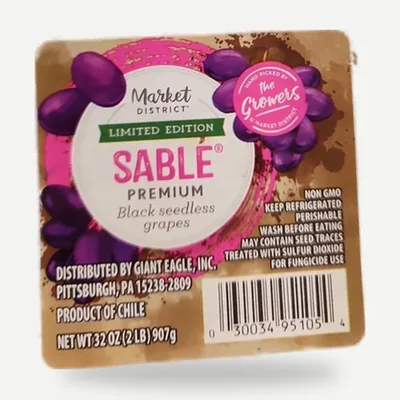 Market
DISTRICT
LIMITED EDITION
SABLE®
PREMIUM
Black seedless
grapes
HAND PICKED BY
the
Growers
& MARKET DISTRICT
NON GMO
KEEP REFRIGERATED
PERISHABLE
WASH BEFORE EATING
MAY CONTAIN SEED TRACES
TREATED WITH SULFUR DIOXIDE
FOR FUNGICIDE USE
DISTRIBUTED BY GIANT EAGLE, INC.
PITTSBURGH, PA 15238-2809
PRODUCT OF CHILE
NET WT 32 OZ (2 LB) 907g
0 30034 95105 4